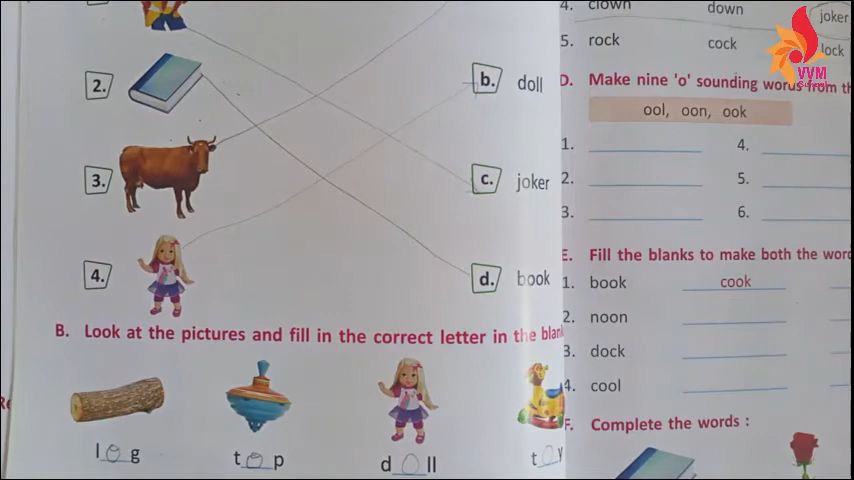 2.
b. doll
3.
c. joker
4.
d. book
B. Look at the pictures and fill in the correct letter in the
l o g
t o p
d o ll
t o y
4. clown down joker
5. rock cock lock
D. Make nine 'o' sounding words from
ool, oon, ook
1. 4.
2. 5.
3. 6.
E. Fill the blanks to make both the
1. book cook
2. noon
3. dock
4. cool
F. Complete the words :
VVM